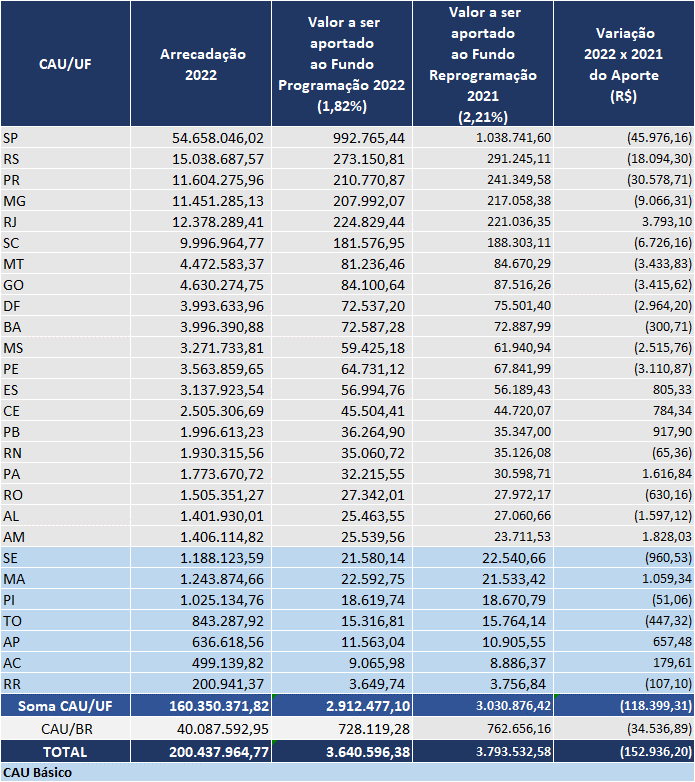 CAU/UF Arrecadação 2022 Valor a ser aportado ao Fundo Programação 2022 (1,82%) Valor a ser aportado ao Fundo Reprogramação 2021 (2,21%) Variação 2022 x 2021 do Aporte (R$)
SP 54.658.046,02 992.765,44 1.038.741,60 (45.976,16)
RS 15.038.687,57 273.150,81 291.245,11 (18.094,30)
PR 11.604.275,96 210.770,87 241.349,58 (30.578,71)
MG 11.451.285,13 207.992,07 217.058,38 (9.066,31)
RJ 12.378.289,41 224.829,44 221.036,35 3.793,10
SC 9.996.964,77 181.576,95 188.303,11 (6.726,16)
MT 4.472.583,37 81.236,46 84.670,29 (3.433,83)
GO 4.630.274,75 84.100,64 87.516,26 (3.415,62)
DF 3.993.633,96 72.537,20 75.501,40 (2.964,20)
BA 3.996.390,88 72.587,28 72.887,99 (300,71)
MS 3.271.733,81 59.425,18 61.940,94 (2.515,76)
PE 3.563.859,65 64.731,12 67.841,99 (3.110,87)
ES 3.137.923,54 56.994,76 56.189,43 805,33
CE 2.505.306,69 45.504,41 44.720,07 784,34
PB 1.996.613,23 36.264,90 35.347,00 917,90
RN 1.930.315,56 35.060,72 35.126,08 (65,36)
PA 1.773.670,72 32.215,55 30.598,71 1.616,84
RO 1.505.351,27 27.342,01 27.972,17 (630,16)
AL 1.401.930,01 25.463,55 27.060,66 (1.597,12)
AM 1.406.114,82 25.539,56 23.711,53 1.828,03
SE 1.188.123,59 21.580,14 22.540,66 (960,53)
MA 1.243.874,66 22.592,75 21.533,42 1.059,34
PI 1.025.134,76 18.619,74 18.670,79 (51,06)
TO 843.287,92 15.316,81 15.764,14 (447,32)
AP 636.618,56 11.563,04 10.905,55 657,48
AC 499.139,82 9.065,98 8.886,37 179,61
RR 200.941,37 3.649,74 3.756,84 (107,10)
Soma CAU/UF 160.350.371,82 2.912.477,10 3.030.876,42 (118.399,31)
CAU/BR 40.087.592,95 728.119,28 762.656,16 (34.536,89)
TOTAL 200.437.964,77 3.640.596,38 3.793.532,58 (152.936,20)
CAU Básico